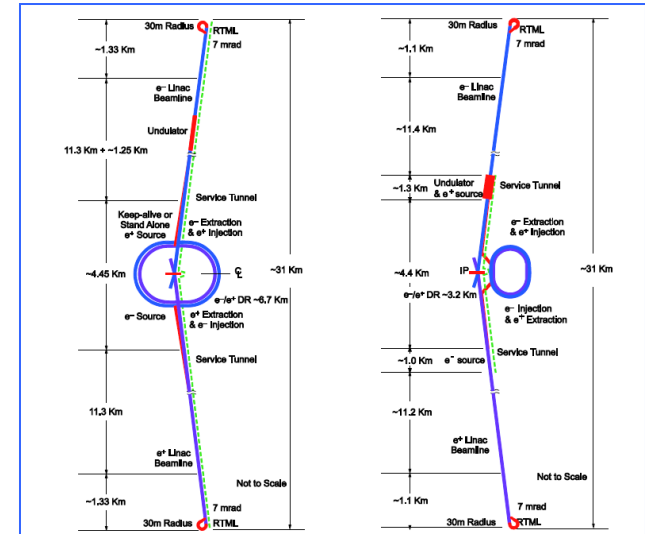 30m Radius
RTML
~1.33 Km
7 mrad
e– Linac
Beamline
Undulator
11.3 Km + ~1.25 Km
Service Tunnel
Keep-alive or
Stand Alone
e+ Source
e– Extraction
& e+ Injection
~4.45 Km
~31 Km
e–/e+ DR ~6.7 Km
e– Source
e+ Extraction
& e– Injection
Service Tunnel
11.3 Km
e+ Linac
Beamline
Not to Scale
~1.33 Km
7 mrad
30m Radius
RTML
30m Radius
RTML
~1.1 Km
7 mrad
e– Linac
Beamline
~11.4 Km
~1.3 Km
Undulator
& e+ source
Service Tunnel
e– Extraction
& e+ Injection
~4.4 Km
IP
~31 Km
e–/e+ DR ~3.2 Km
e– Injection
& e+ Extraction
Service Tunnel
~1.0 Km
e– source
~11.2 Km
e+ Linac
Beamline
Not to Scale
~1.1 Km
7 mrad
30m Radius
RTML